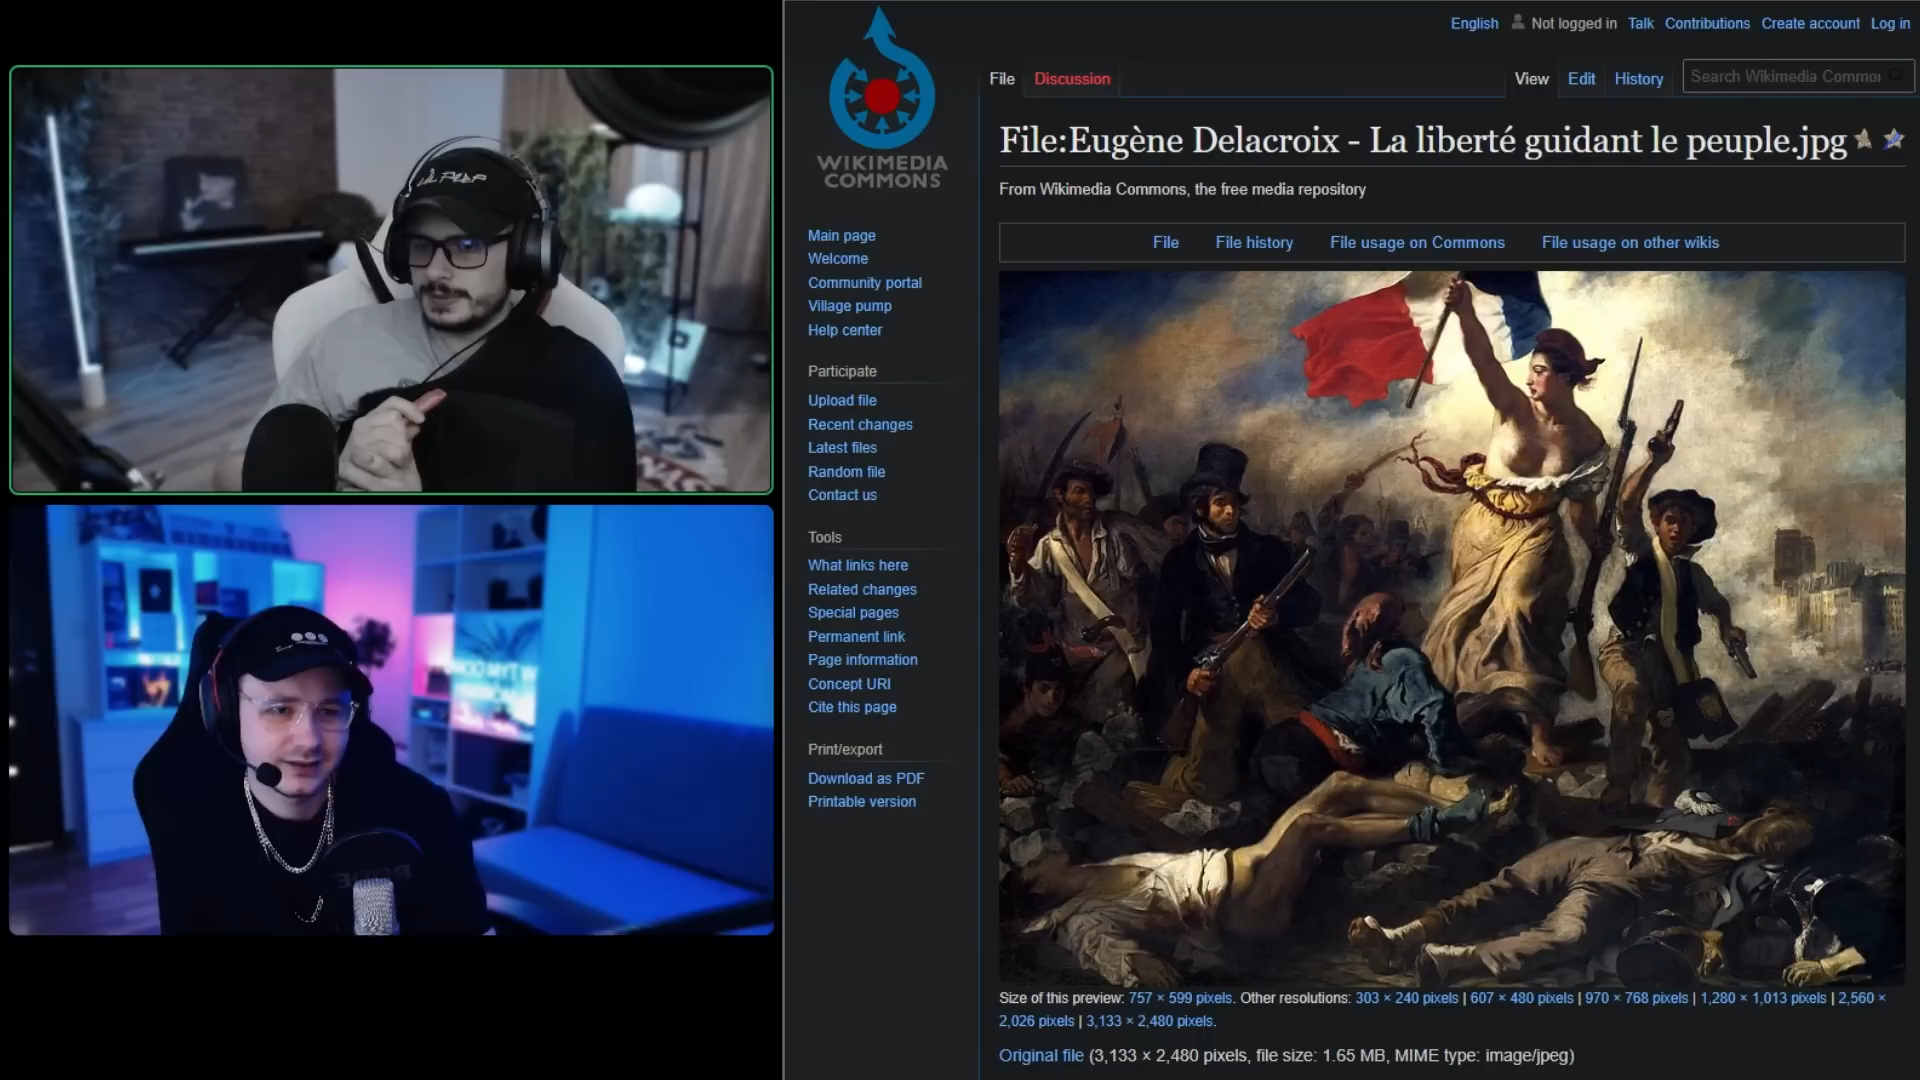 LIL PEEP
English Not logged in Talk Contributions Create account Log in
File Discussion View Edit History Search Wikimedia Commo
WIKIMEDIA
COMMONS
File:Eugène Delacroix - La liberté guidant le peuple.jpg
From Wikimedia Commons, the free media repository
File File history File usage on Commons File usage on other wikis
Main page
Welcome
Community portal
Village pump
Help center
Participate
Upload file
Recent changes
Latest files
Random file
Contact us
Tools
What links here
Related changes
Special pages
Permanent link
Page information
Concept URI
Cite this page
Print/export
Download as PDF
Printable version
Size of this preview: 757 × 599 pixels. Other resolutions: 303 × 240 pixels | 607 × 480 pixels | 970 × 768 pixels | 1,280 × 1,013 pixels | 2,560 ×
2,026 pixels | 3,133 × 2,480 pixels.
Original file (3,133 × 2,480 pixels, file size: 1.65 MB, MIME type: image/jpeg)
RODE